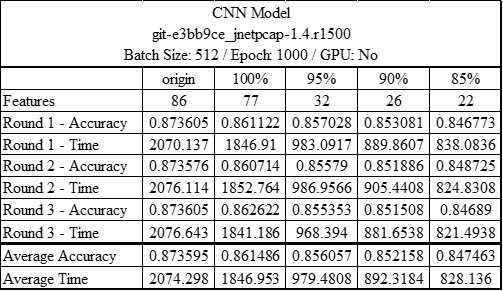 CNN Model
git-e3bb9ce_jnetpcap-1.4.r1500
Batch Size: 512 / Epoch: 1000 / GPU: No
origin 100% 95% 90% 85%
Features 86 77 32 26 22
Round 1 - Accuracy 0.873605 0.861122 0.857028 0.853081 0.846773
Round 1 - Time 2070.137 1846.91 983.0917 889.8607 838.0836
Round 2 - Accuracy 0.873576 0.860714 0.85579 0.851886 0.848725
Round 2 - Time 2076.114 1852.764 986.9566 905.4408 824.8308
Round 3 - Accuracy 0.873605 0.862622 0.855353 0.851508 0.84689
Round 3 - Time 2076.643 1841.186 968.394 881.6538 821.4938
Average Accuracy 0.873595 0.861486 0.856057 0.852158 0.847463
Average Time 2074.298 1846.953 979.4808 892.3184 828.136